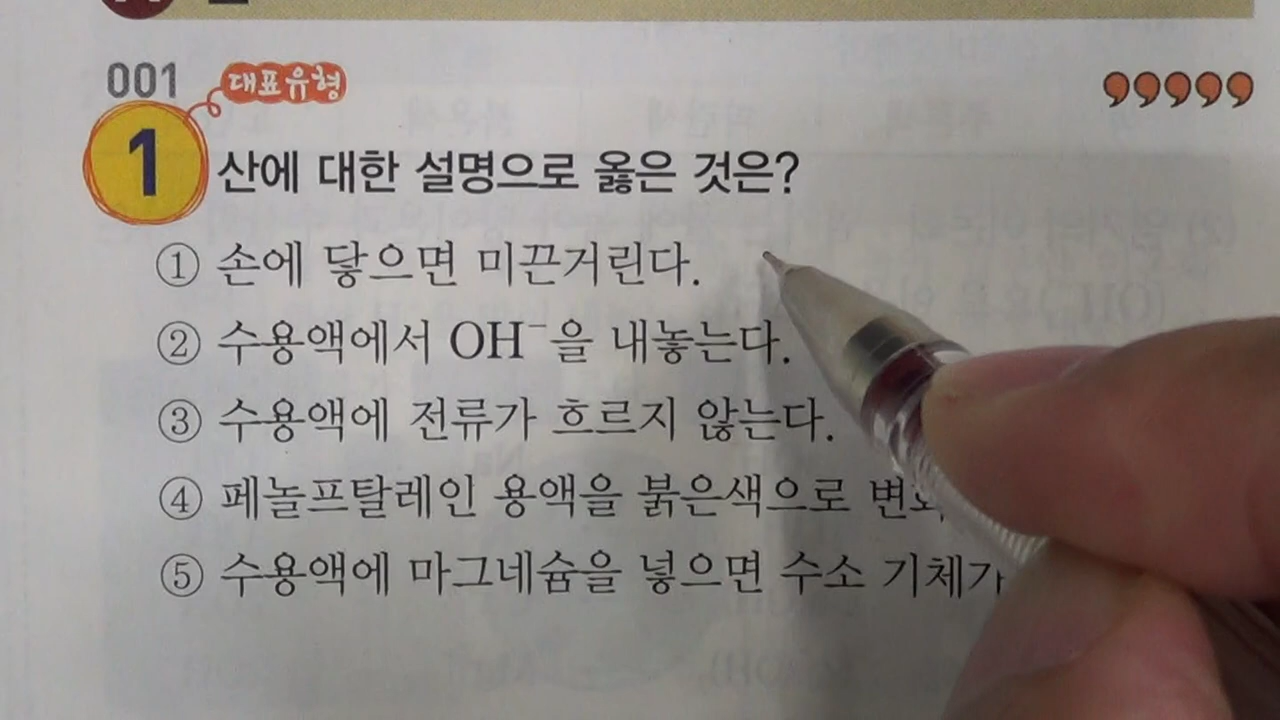 001 대표유형
1 산에 대한 설명으로 옳은 것은?
① 손에 닿으면 미끈거린다.
② 수용액에서 OH⁻을 내놓는다.
③ 수용액에 전류가 흐르지 않는다.
④ 페놀프탈레인 용액을 붉은색으로
⑤ 수용액에 마그네슘을 넣으면 수소 기체가